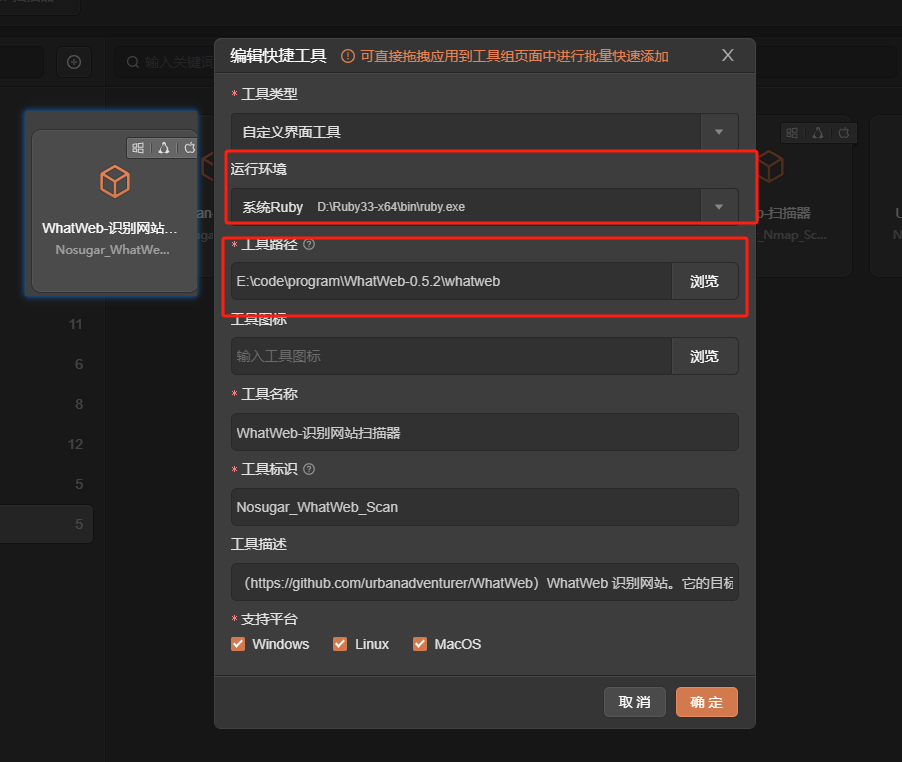 编辑快捷工具
可直接拖拽应用到工具组页面中进行批量快速添加
X
输入关键词
* 工具类型
自定义界面工具
运行环境
系统Ruby D:\Ruby33-x64\bin\ruby.exe
* 工具路径
E:\code\program\WhatWeb-0.5.2\whatweb
浏览
工具图标
输入工具图标
浏览
* 工具名称
WhatWeb-识别网站扫描器
* 工具标识
Nosugar_WhatWeb_Scan
工具描述
（https://github.com/urbanadventurer/WhatWeb）WhatWeb 识别网站。它的目标
* 支持平台
Windows
Linux
MacOS
取消
确定
WhatWeb-识别网站...
Nosugar_WhatWe...
-扫描器
_Nmap_Sc...
11
6
8
12
5
5